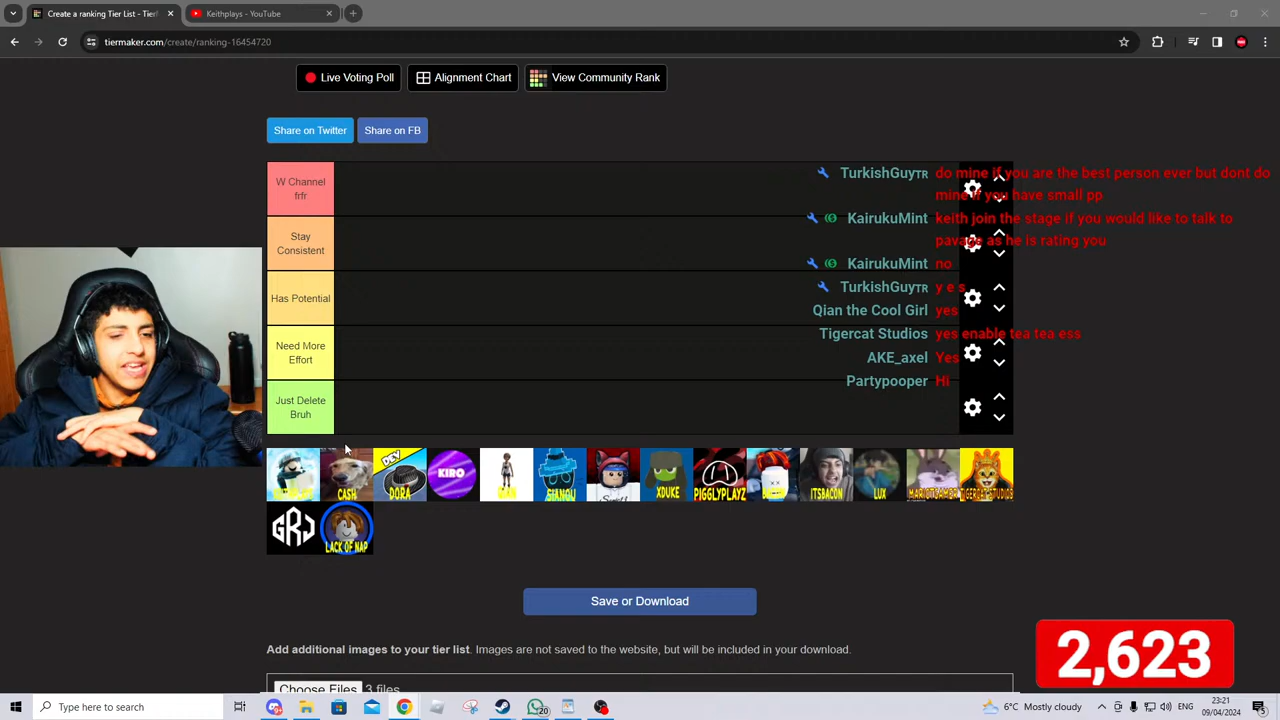 Create a ranking Tier List - TierM
Keithplays - YouTube
tiermaker.com/create/ranking-16454720
Live Voting Poll
Alignment Chart
View Community Rank
Share on Twitter
Share on FB
W Channel
frfr
Stay
Consistent
Has Potential
Need More
Effort
Just Delete
Bruh
TurkishGuyTR do mine if you are the best person ever but dont do
mine if you have small pp
KairukuMint keith join the stage if you would like to talk to
pavage as he is rating you
KairukuMint no
TurkishGuyTR y e s
Qian the Cool Girl yes
Tigercat Studios yes enable tea tea ess
AKE_axel Yes
Partypooper Hi
CASH
DEV
DORA
KIRO
XDUKE
PIGGLYPLAYZ
ITSBACON
LUX
TIGERCAT STUDIOS
GRJ
LACK OF NAP
Save or Download
Add additional images to your tier list. Images are not saved to the website, but will be included in your download.
Choose Files 3 files
2,623
Type here to search
20
6°C Mostly cloudy
ENG
23:21
09/04/2024